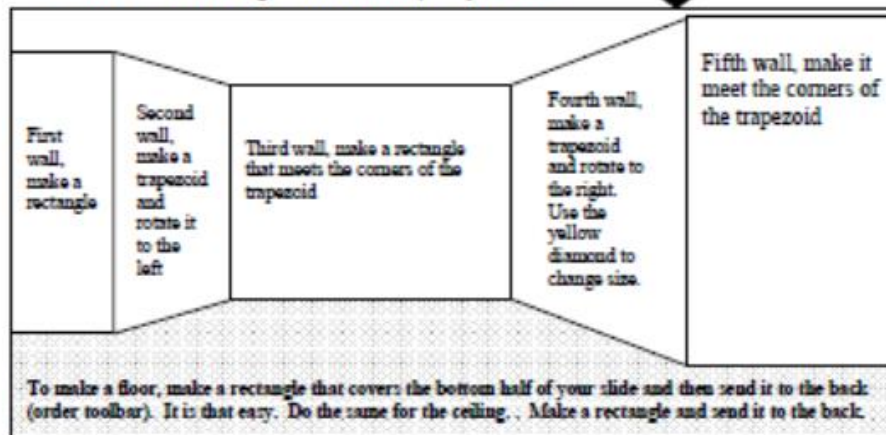 First
wall,
make a
rectangle
Second
wall,
make a
trapezoid
and
rotate it
to the
left
Third wall, make a rectangle
that meets the corners of the
trapezoid
Fourth wall,
make a
trapezoid
and rotate to
the right.
Use the
yellow
diamond to
change size.
Fifth wall, make it
meet the corners of
the trapezoid
To make a floor, make a rectangle that covers the bottom half of your slide and then send it to the back
(order toolbar). It is that easy. Do the same for the ceiling. . Make a rectangle and send it to the back.